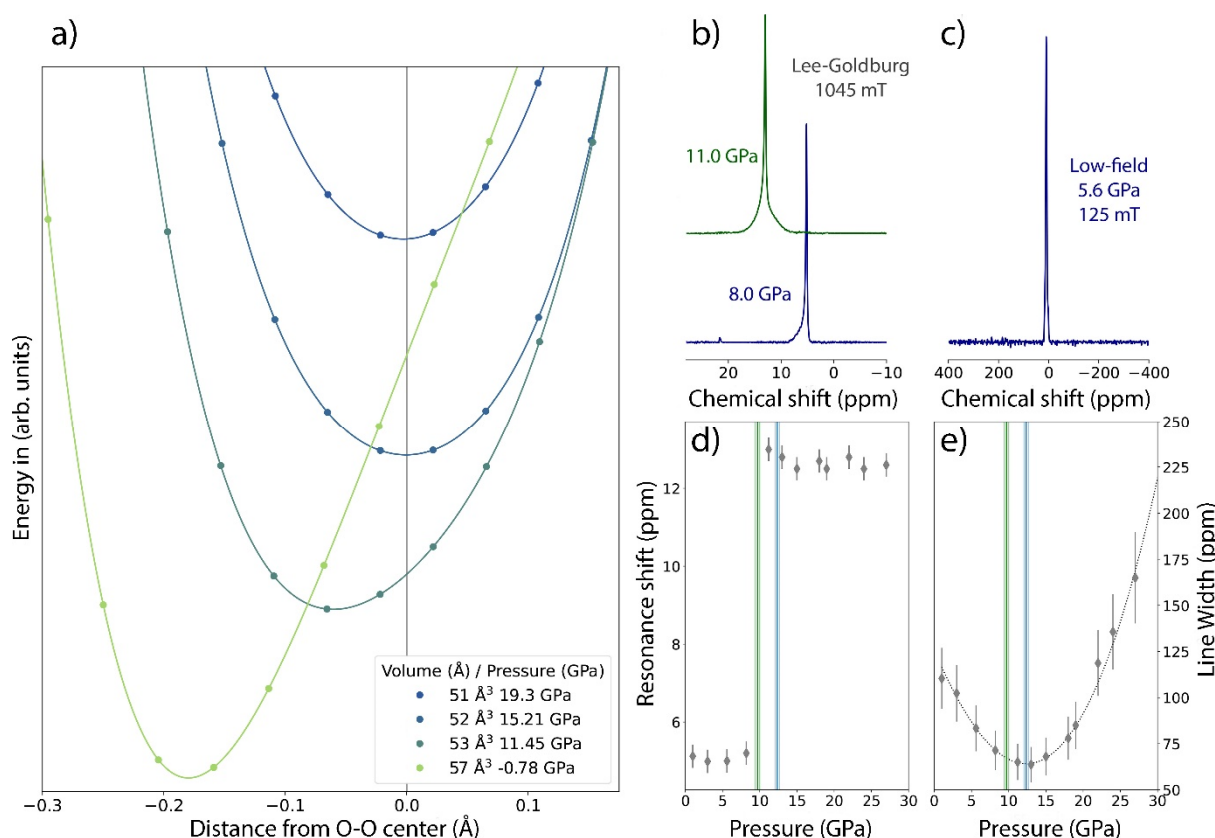 a)
Energy in (arb. units)
−0.3
−0.2
−0.1
0.0
0.1
Distance from O-O center (Å)
Volume (Å) / Pressure (GPa)
51 Å³ 19.3 GPa
52 Å³ 15.21 GPa
53 Å³ 11.45 GPa
57 Å³ -0.78 GPa
b)
Lee-Goldburg
1045 mT
11.0 GPa
8.0 GPa
20
10
0
−10
Chemical shift (ppm)
c)
Low-field
5.6 GPa
125 mT
400
200
0
−200
−400
Chemical shift (ppm)
d)
Resonance shift (ppm)
12
10
8
6
0
5
10
15
20
25
30
Pressure (GPa)
e)
250
225
200
175
150
125
100
75
50
Line Width (ppm)
0
5
10
15
20
25
30
Pressure (GPa)